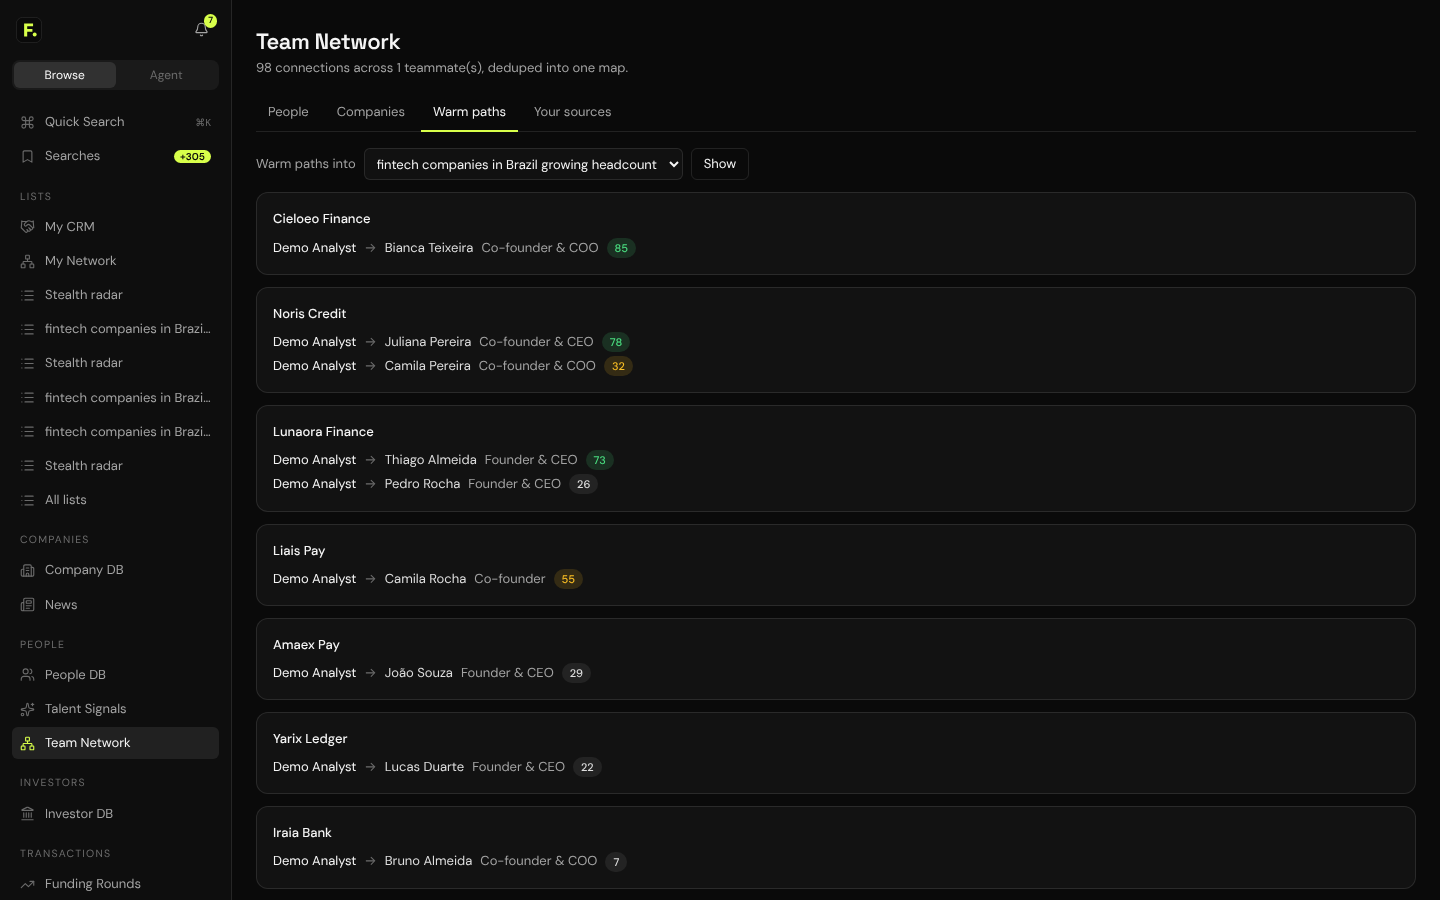 F.
7
Browse
Agent
Quick Search
⌘K
Searches
+305
LISTS
My CRM
My Network
Stealth radar
fintech companies in Brazi...
Stealth radar
fintech companies in Brazi...
fintech companies in Brazi...
Stealth radar
All lists
COMPANIES
Company DB
News
PEOPLE
People DB
Talent Signals
Team Network
INVESTORS
Investor DB
TRANSACTIONS
Funding Rounds
Team Network
98 connections across 1 teammate(s), deduped into one map.
People Companies Warm paths Your sources
Warm paths into fintech companies in Brazil growing headcount Show
Cieloeo Finance
Demo Analyst → Bianca Teixeira Co-founder & COO 85
Noris Credit
Demo Analyst → Juliana Pereira Co-founder & CEO 78
Demo Analyst → Camila Pereira Co-founder & COO 32
Lunaora Finance
Demo Analyst → Thiago Almeida Founder & CEO 73
Demo Analyst → Pedro Rocha Founder & CEO 26
Liais Pay
Demo Analyst → Camila Rocha Co-founder 55
Amaex Pay
Demo Analyst → João Souza Founder & CEO 29
Yarix Ledger
Demo Analyst → Lucas Duarte Founder & CEO 22
Iraia Bank
Demo Analyst → Bruno Almeida Co-founder & COO 7